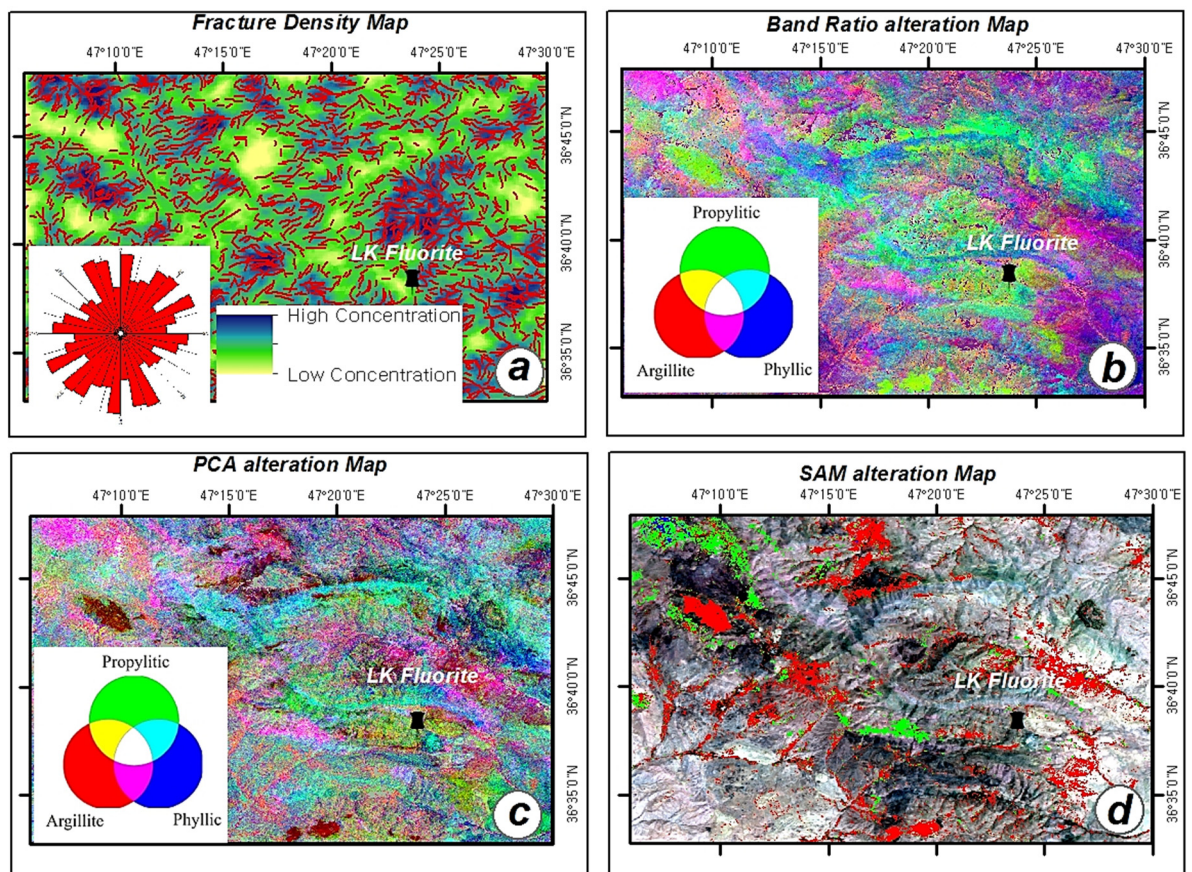 Fracture Density Map
47°10'0"E 47°15'0"E 47°20'0"E 47°25'0"E 47°30'0"E
36°45'0"N
36°40'0"N
36°35'0"N
LK Fluorite
High Concentration
Low Concentration
a
Band Ratio alteration Map
47°10'0"E 47°15'0"E 47°20'0"E 47°25'0"E 47°30'0"E
36°45'0"N
36°40'0"N
36°35'0"N
Propylitic
LK Fluorite
Argillite Phyllic
b
PCA alteration Map
47°10'0"E 47°15'0"E 47°20'0"E 47°25'0"E 47°30'0"E
36°45'0"N
36°40'0"N
36°35'0"N
Propylitic
LK Fluorite
Argillite Phyllic
c
SAM alteration Map
47°10'0"E 47°15'0"E 47°20'0"E 47°25'0"E 47°30'0"E
36°45'0"N
36°40'0"N
36°35'0"N
LK Fluorite
d